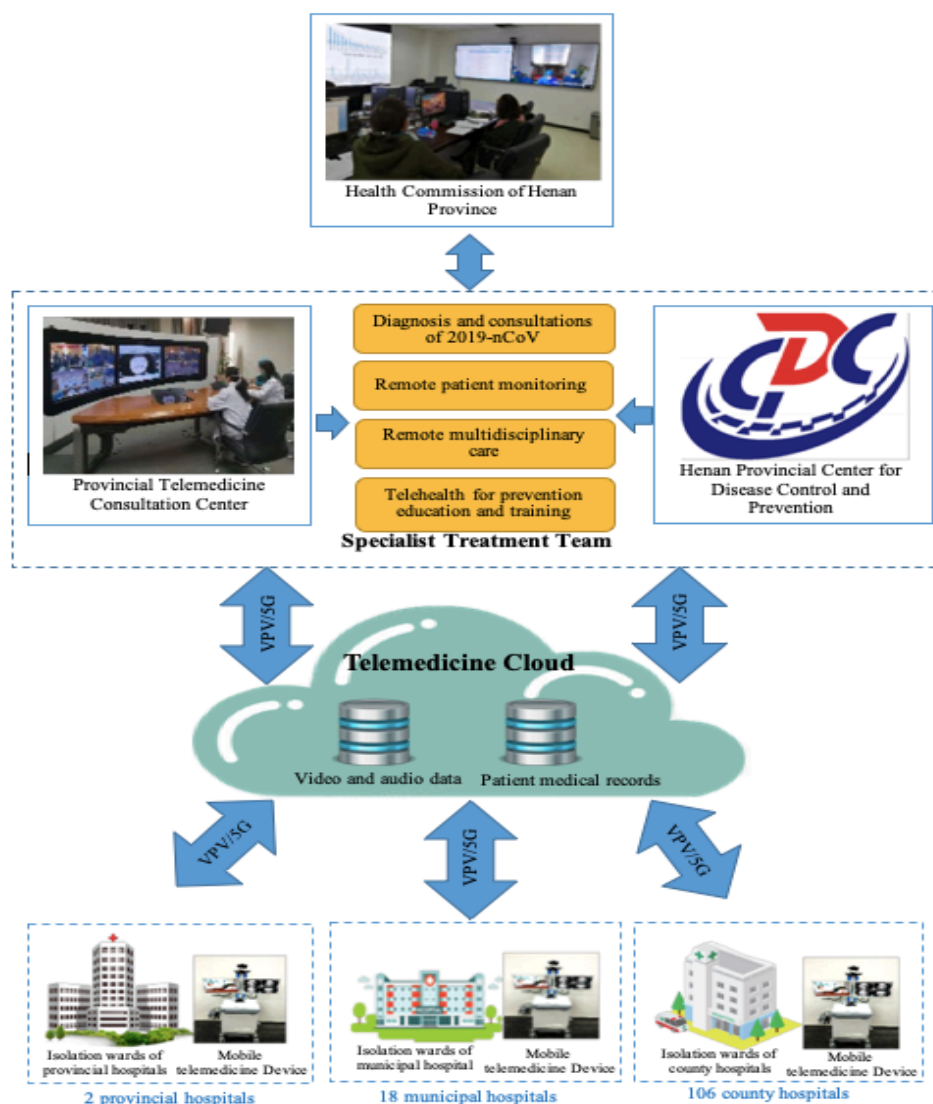 Health Commission of Henan
Province
Diagnosis and consultations
of 2019-nCoV
Remote patient monitoring
Remote multidisciplinary
care
Telehealth for prevention
education and training
Specialist Treatment Team
Provincial Telemedicine
Consultation Center
CDC
Henan Provincial Center for
Disease Control and
Prevention
VPV/5G
VPV/5G
Telemedicine Cloud
Video and audio data
Patient medical records
VPV/5G
VPV/5G
VPV/5G
Isolation wards of
provincial hospitals
Mobile
telemedicine Device
2 provincial hospitals
Isolation wards of
municipal hospital
Mobile
telemedicine Device
18 municipal hospitals
Isolation wards of
county hospitals
Mobile
telemedicine Device
106 county hospitals